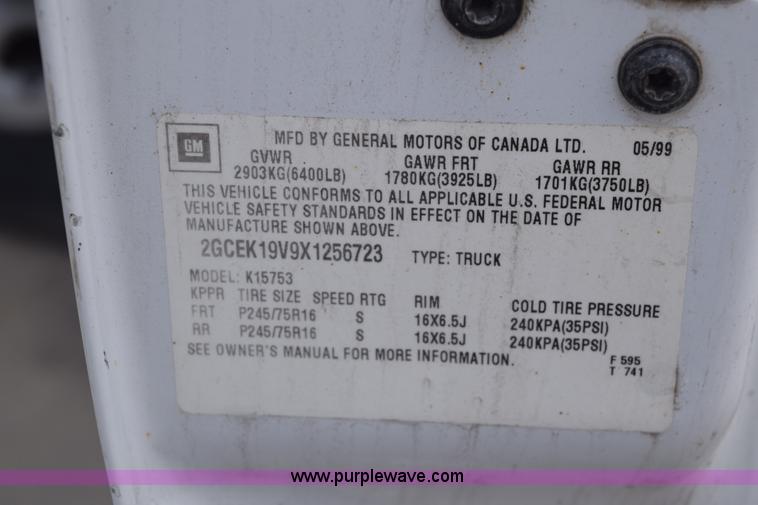 GM
MFD BY GENERAL MOTORS OF CANADA LTD. 05/99
GVWR GAWR FRT GAWR RR
2903KG(6400LB) 1780KG(3925LB) 1701KG(3750LB)
THIS VEHICLE CONFORMS TO ALL APPLICABLE U.S. FEDERAL MOTOR
VEHICLE SAFETY STANDARDS IN EFFECT ON THE DATE OF
MANUFACTURE SHOWN ABOVE.
2GCEK19V9X1256723 TYPE: TRUCK
MODEL: K15753
KPPR TIRE SIZE SPEED RTG RIM COLD TIRE PRESSURE
FRT P245/75R16 S 16X6.5J 240KPA(35PSI)
RR P245/75R16 S 16X6.5J 240KPA(35PSI)
SEE OWNER'S MANUAL FOR MORE INFORMATION. F 595
T 741
www.purplewave.com